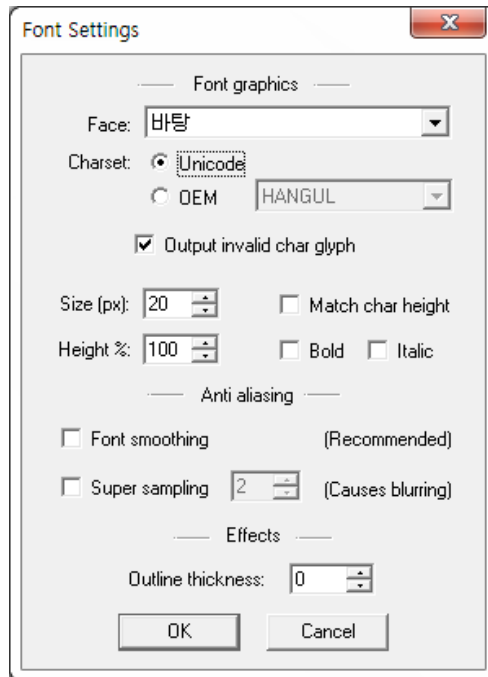 Font Settings
Font graphics
Face: 바탕
Charset: Unicode
OEM HANGUL
Output invalid char glyph
Size (px): 20 Match char height
Height %: 100 Bold Italic
Anti aliasing
Font smoothing (Recommended)
Super sampling 2 (Causes blurring)
Effects
Outline thickness: 0
OK Cancel